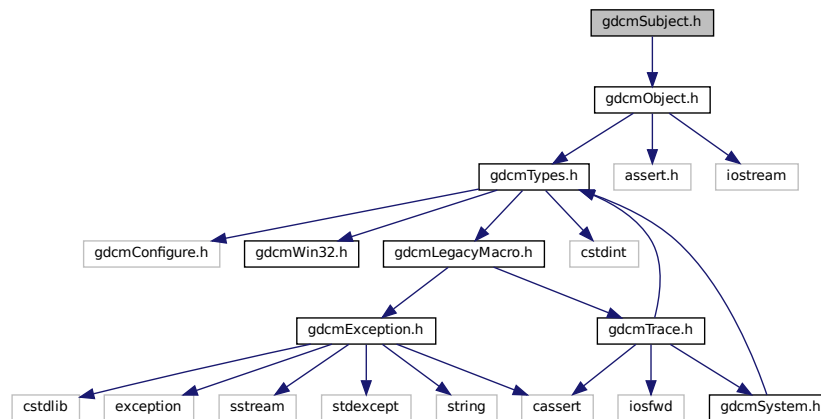 gdcmSubject.h
gdcmObject.h
gdcmTypes.h
assert.h
iostream
gdcmConfigure.h
gdcmWin32.h
gdcmLegacyMacro.h
cstdint
gdcmException.h
gdcmTrace.h
cstdlib
exception
sstream
stdexcept
string
cassert
iosfwd
gdcmSystem.h